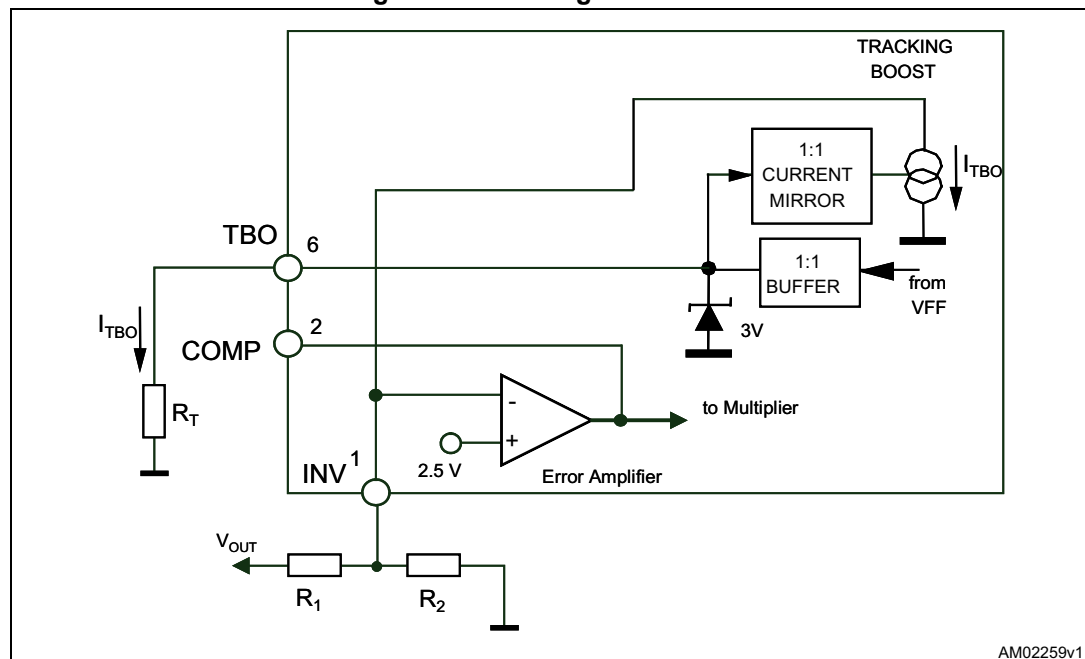 TRACKING
BOOST
1:1
CURRENT
MIRROR
I_TBO
TBO
6
1:1
BUFFER
from
VFF
3V
I_TBO
2
COMP
R_T
-
+
to Multiplier
2.5 V
INV
1
Error Amplifier
V_OUT
R_1
R_2
AM02259v1